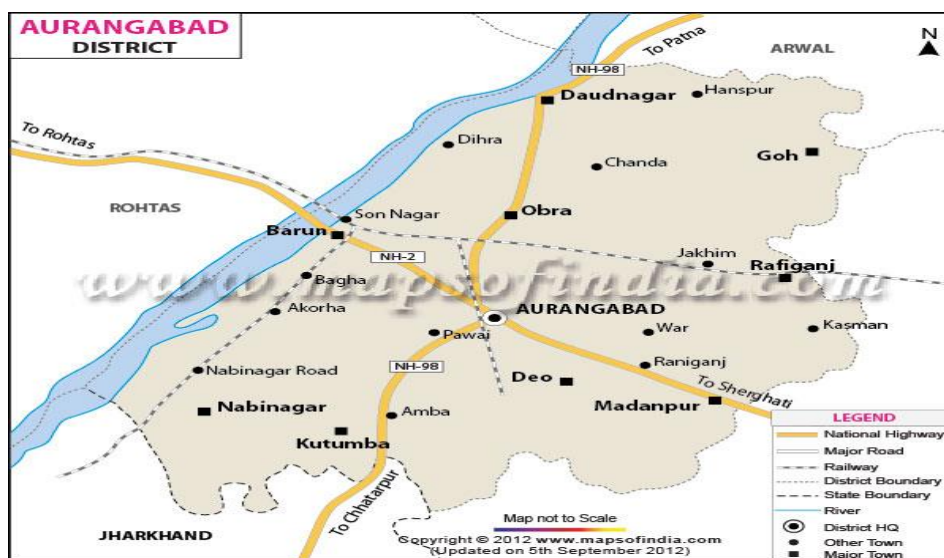 AURANGABAD
DISTRICT
To Patna
NH-98
ARWAL
N
Daudnagar
Hanspur
To Rohtas
Dihra
Chanda
Goh
ROHTAS
Son Nagar
Obra
Barun
NH-2
Jakhim
Rafiganj
www.mapsofindia.com
Bagha
Akorha
AURANGABAD
Pawai
War
Kasman
NH-98
Raniganj
Nabinagar Road
Deo
To Sherghati
Nabinagar
Amba
Madanpur
Kutumba
To Chhatarpur
JHARKHAND
LEGEND
National Highway
Major Road
Railway
District Boundary
State Boundary
River
District HQ
Other Town
Major Town
Map not to Scale
Copyright © 2012 www.mapsofindia.com
(Updated on 5th September 2012)